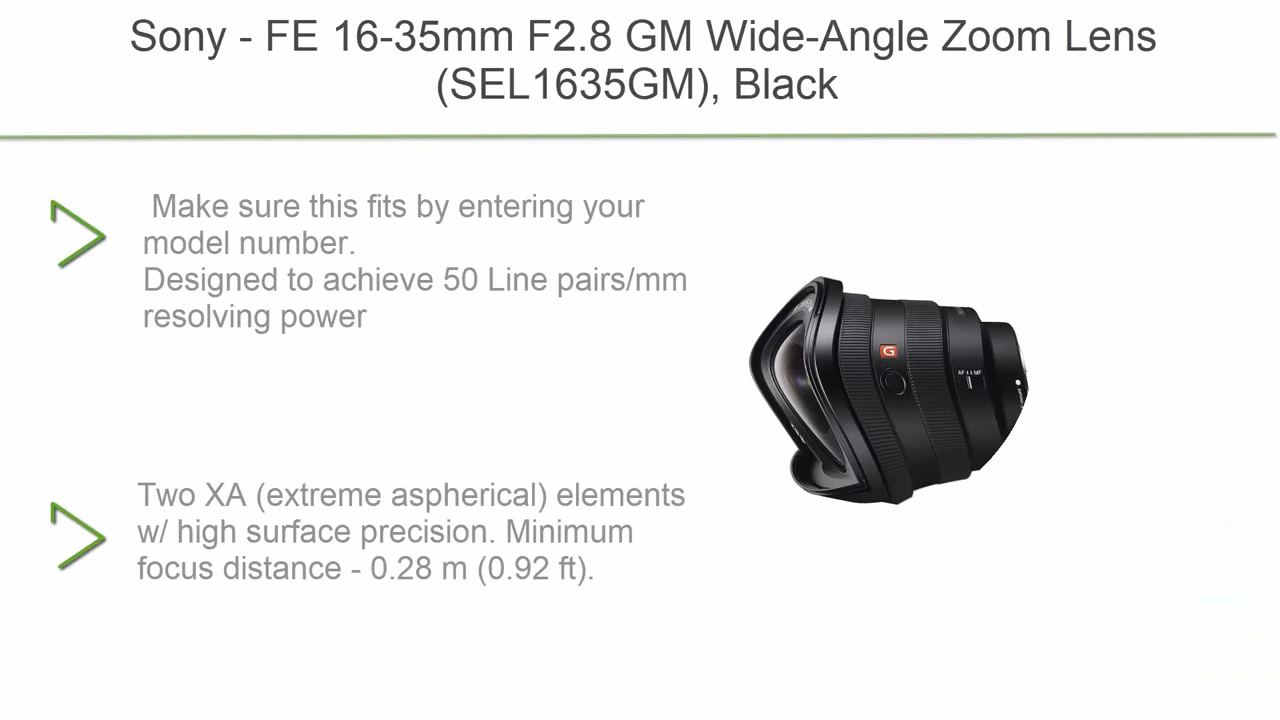 Sony - FE 16-35mm F2.8 GM Wide-Angle Zoom Lens
(SEL1635GM), Black
Make sure this fits by entering your
model number.
Designed to achieve 50 Line pairs/mm
resolving power
G
AF MF
Two XA (extreme aspherical) elements
w/ high surface precision. Minimum
focus distance - 0.28 m (0.92 ft).